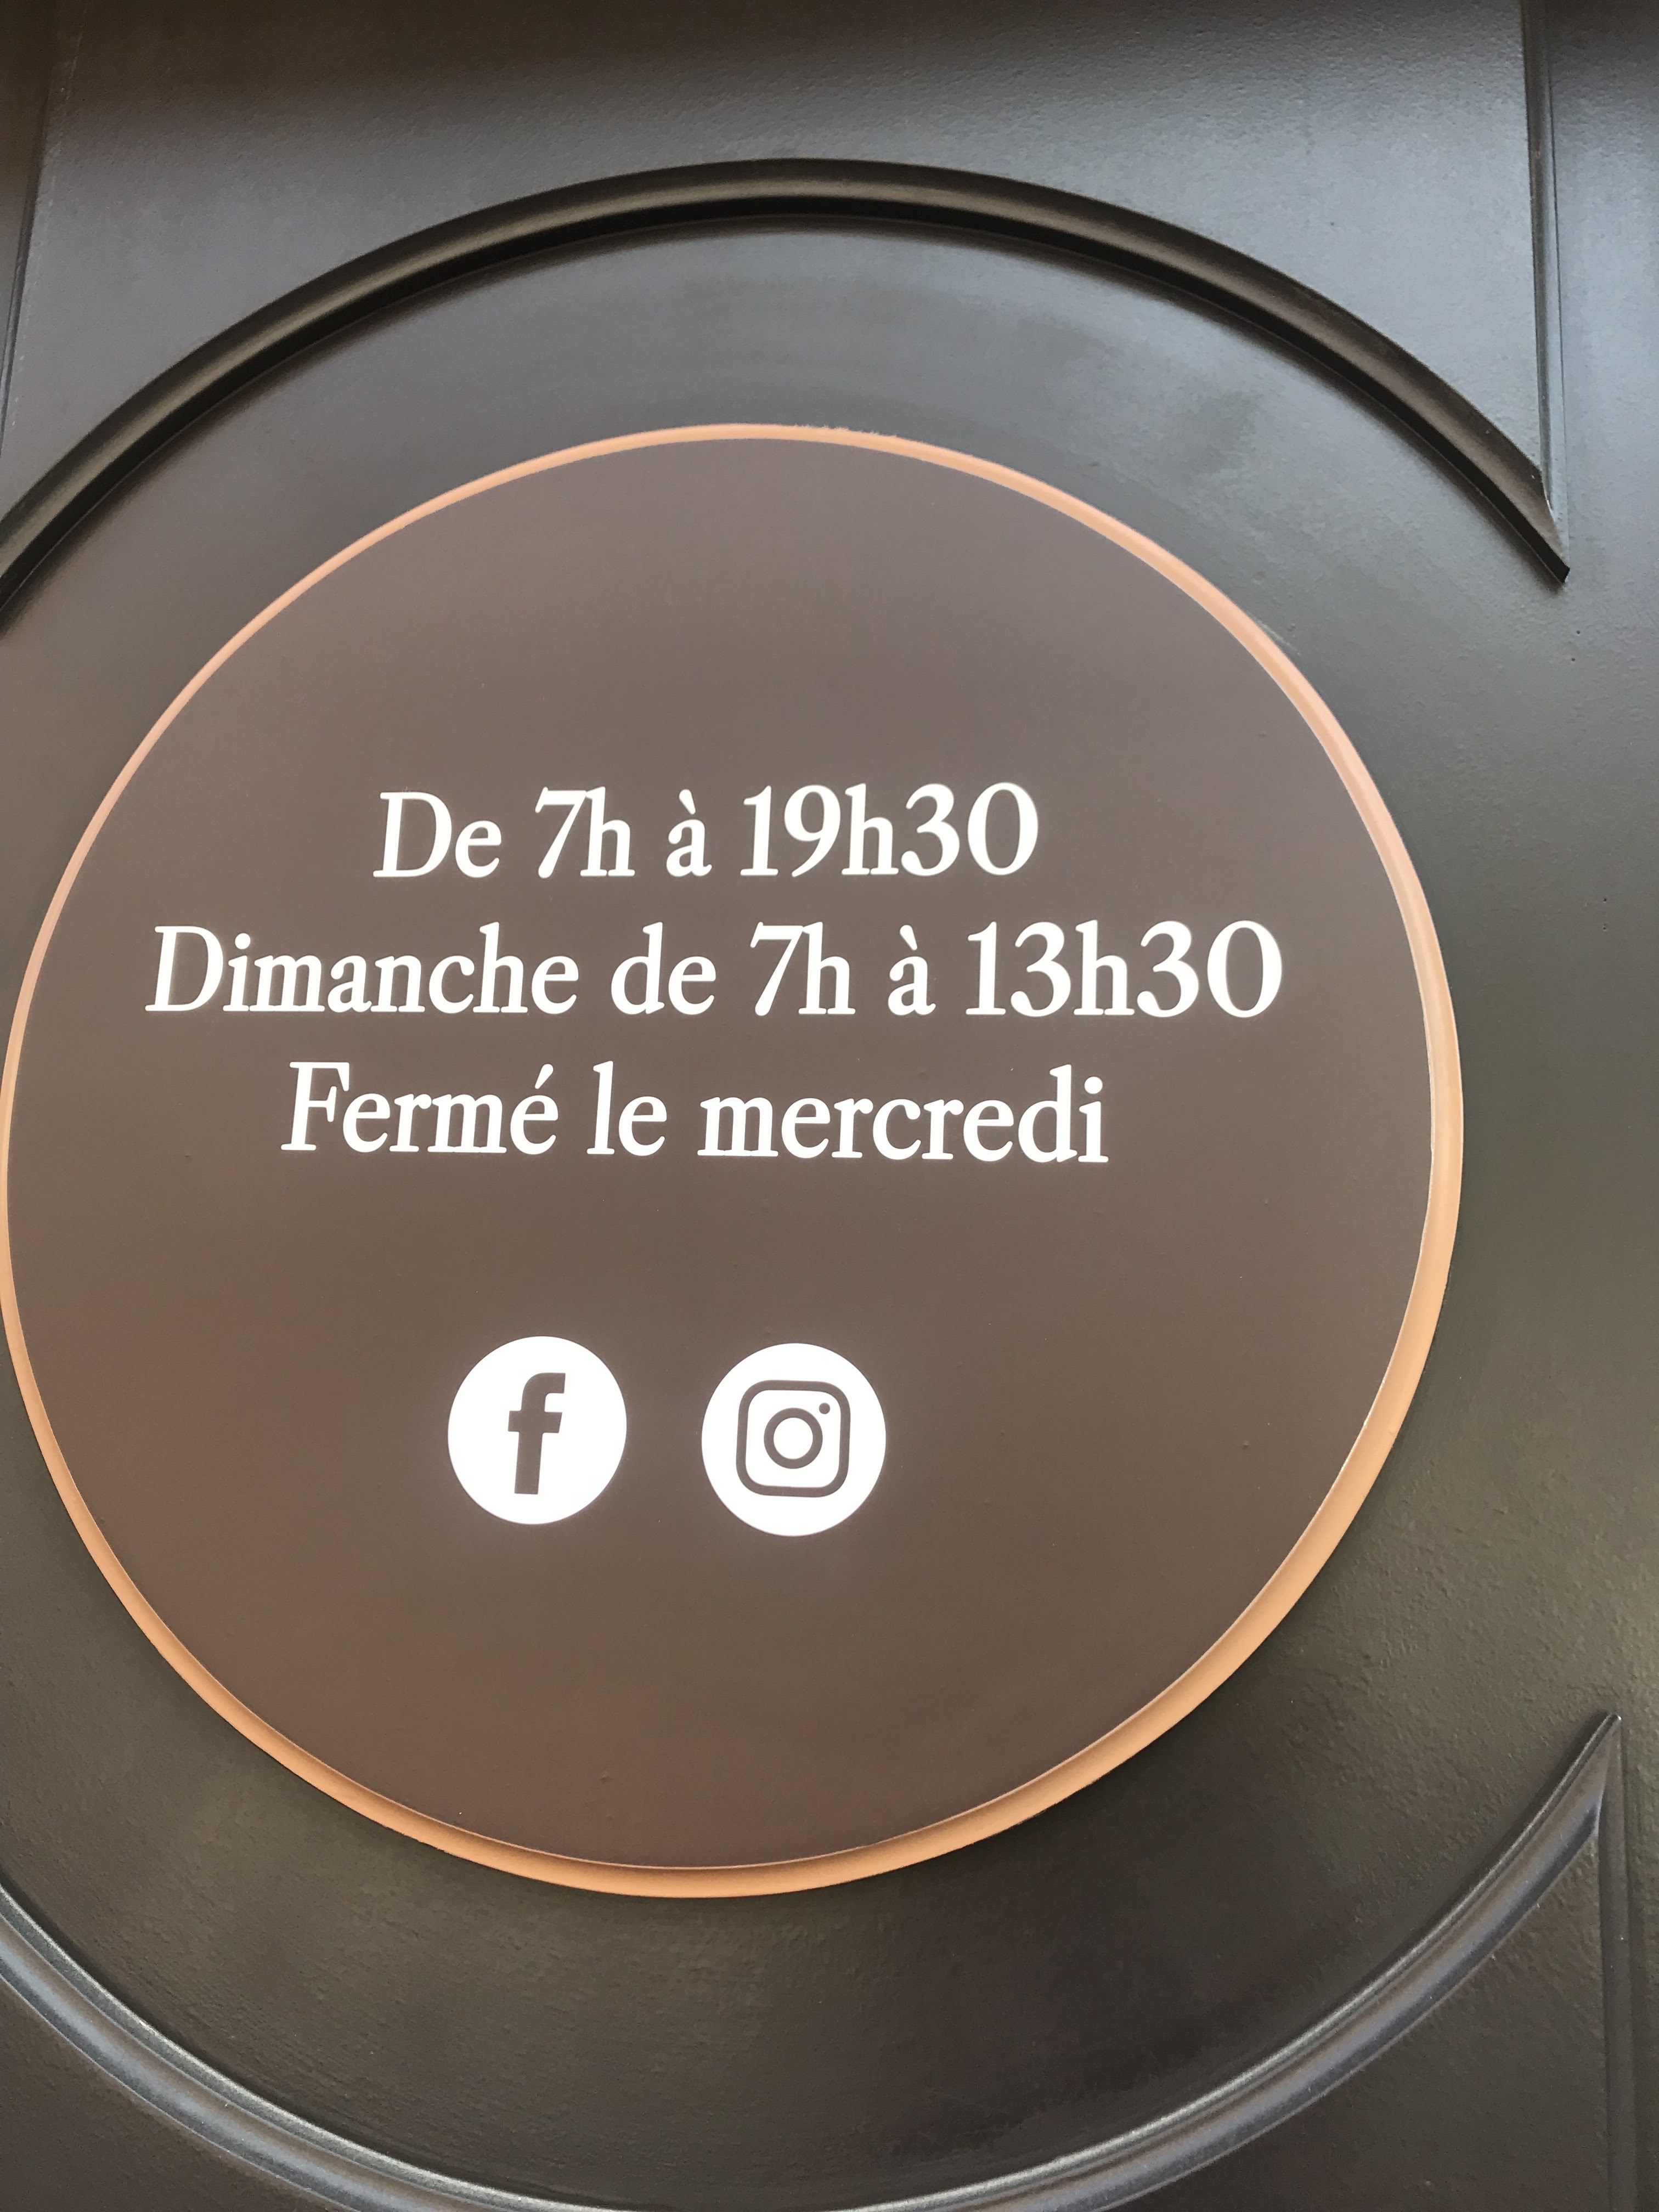 De 7h à 19h30
Dimanche de 7h à 13h30
Fermé le mercredi